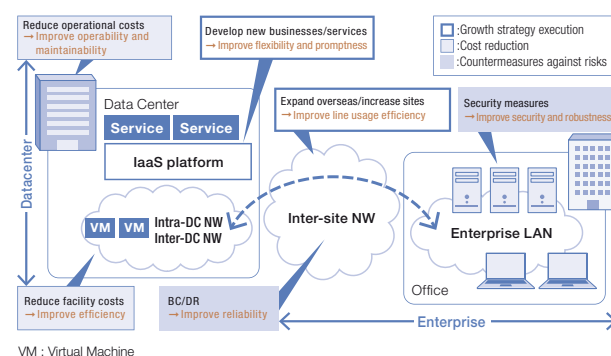 Reduce operational costs
→ Improve operability and
maintainability
Develop new businesses/services
→ Improve flexibility and promptness
:Growth strategy execution
:Cost reduction
:Countermeasures against risks
Data Center
Service Service
IaaS platform
Expand overseas/increase sites
→ Improve line usage efficiency
Security measures
→ Improve security and robustness
Datacenter
VM VM
Intra-DC NW
Inter-DC NW
Inter-site NW
Enterprise LAN
Office
Reduce facility costs
→ Improve efficiency
BC/DR
→ Improve reliability
Enterprise
VM : Virtual Machine